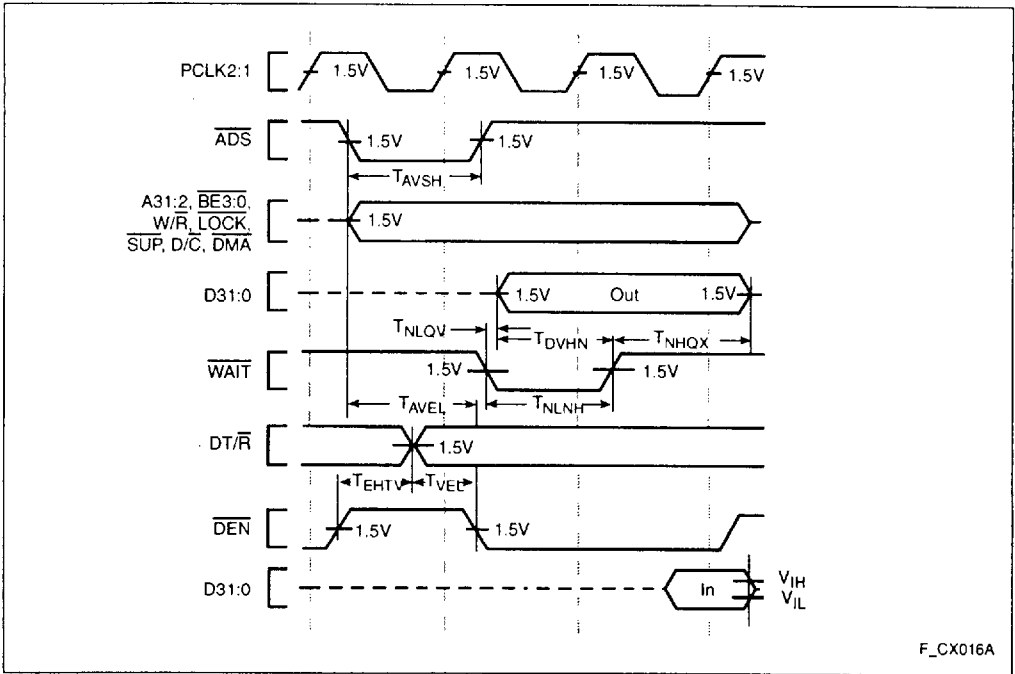 PCLK2:1
1.5V 1.5V 1.5V 1.5V
ADS
1.5V 1.5V
TAVSH
A31:2, BE3:0,
W/R, LOCK,
SUP, D/C, DMA
1.5V
D31:0
1.5V Out 1.5V
TNLQV TDVHN TNHQX
WAIT
1.5V 1.5V
TAVEL TNLNH
DT/R
1.5V
TEHTV TVEL
DEN
1.5V 1.5V
D31:0
In
VIH
VIL
F_CX016A